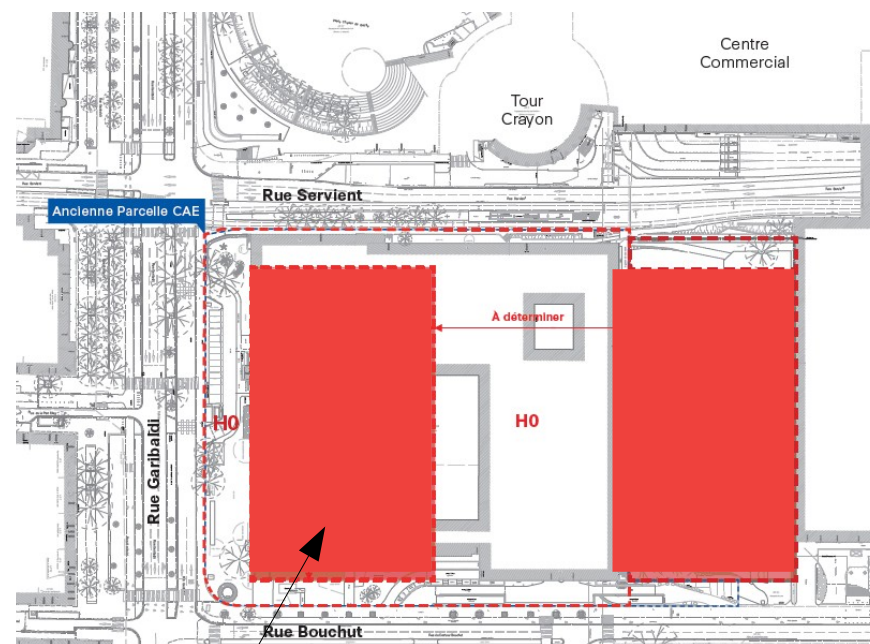 Centre
Commercial
Tour
Crayon
Rue Servient
Ancienne Parcelle CAE
À déterminer
H0
H0
Rue Garibaldi
Rue Bouchut